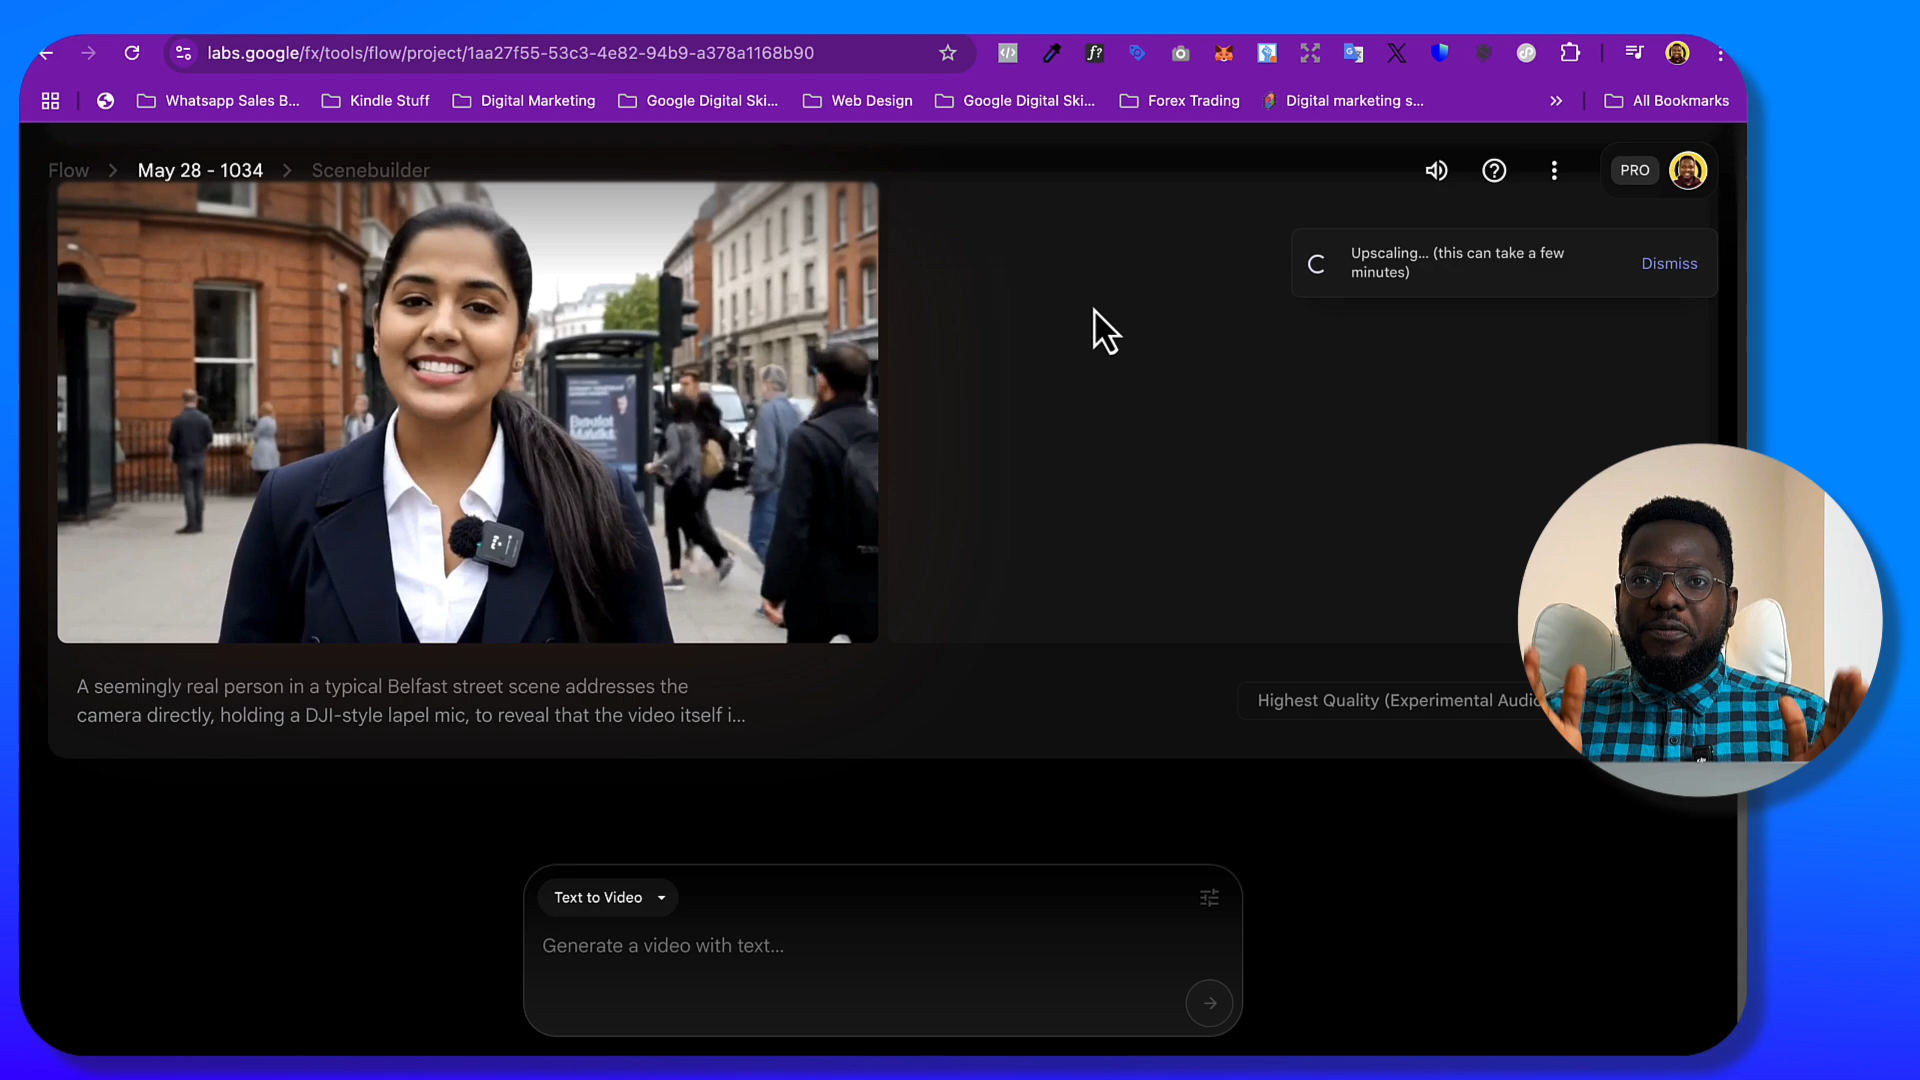 labs.google/fx/tools/flow/project/1aa27f55-53c3-4e82-94b9-a378a1168b90
f?
Whatsapp Sales B...
Kindle Stuff
Digital Marketing
Google Digital Ski...
Web Design
Google Digital Ski...
Forex Trading
Digital marketing s...
All Bookmarks
Flow
May 28 - 1034
Scenebuilder
PRO
Upscaling... (this can take a few
minutes)
Dismiss
A seemingly real person in a typical Belfast street scene addresses the
camera directly, holding a DJI-style lapel mic, to reveal that the video itself i...
Highest Quality (Experimental Audio
Text to Video
Generate a video with text...